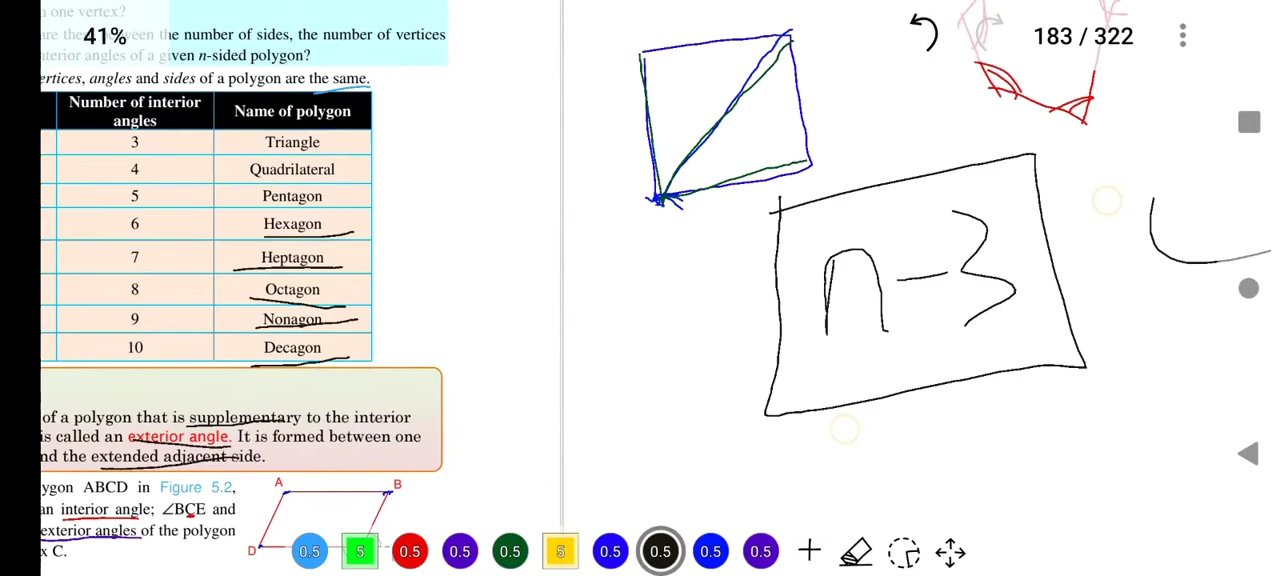 n one vertex?
are the
een the number of sides, the number of vertices
nterior angles of a given n-sided polygon?
41%
183 / 322
ertices, angles and sides of a polygon are the same.
Number of interior angles
Name of polygon
3 Triangle
4 Quadrilateral
5 Pentagon
6 Hexagon
7 Heptagon
8 Octagon
9 Nonagon
10 Decagon
n-3
of a polygon that is supplementary to the interior
is called an exterior angle. It is formed between one
nd the extended adjacent side.
ygon ABCD in Figure 5.2,
an interior angle; ∠BCE and
exterior angles of the polygon
x C.
A
B
D
0.5 5 0.5 0.5 0.5 5 0.5 0.5 0.5 0.5